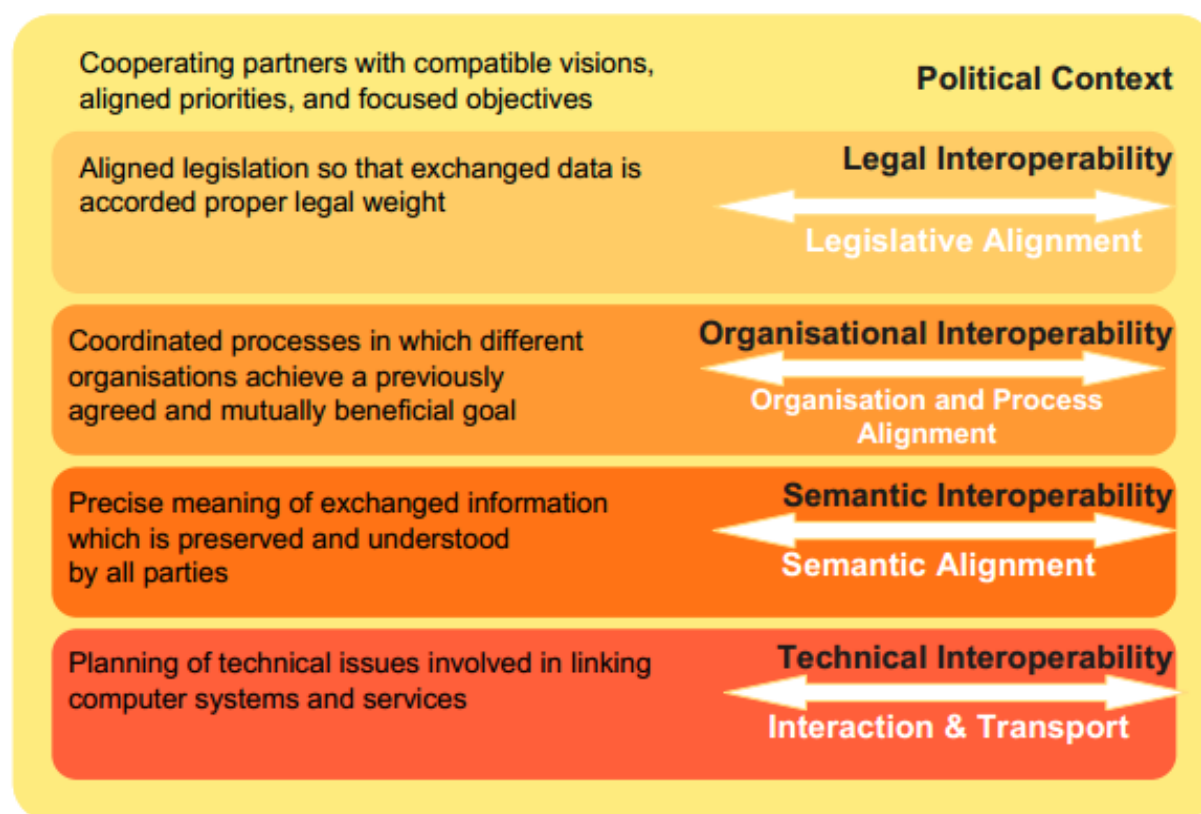 Cooperating partners with compatible visions,
aligned priorities, and focused objectives
Political Context
Aligned legislation so that exchanged data is
accorded proper legal weight
Legal Interoperability
Legislative Alignment
Coordinated processes in which different
organisations achieve a previously
agreed and mutually beneficial goal
Organisational Interoperability
Organisation and Process
Alignment
Precise meaning of exchanged information
which is preserved and understood
by all parties
Semantic Interoperability
Semantic Alignment
Planning of technical issues involved in linking
computer systems and services
Technical Interoperability
Interaction & Transport